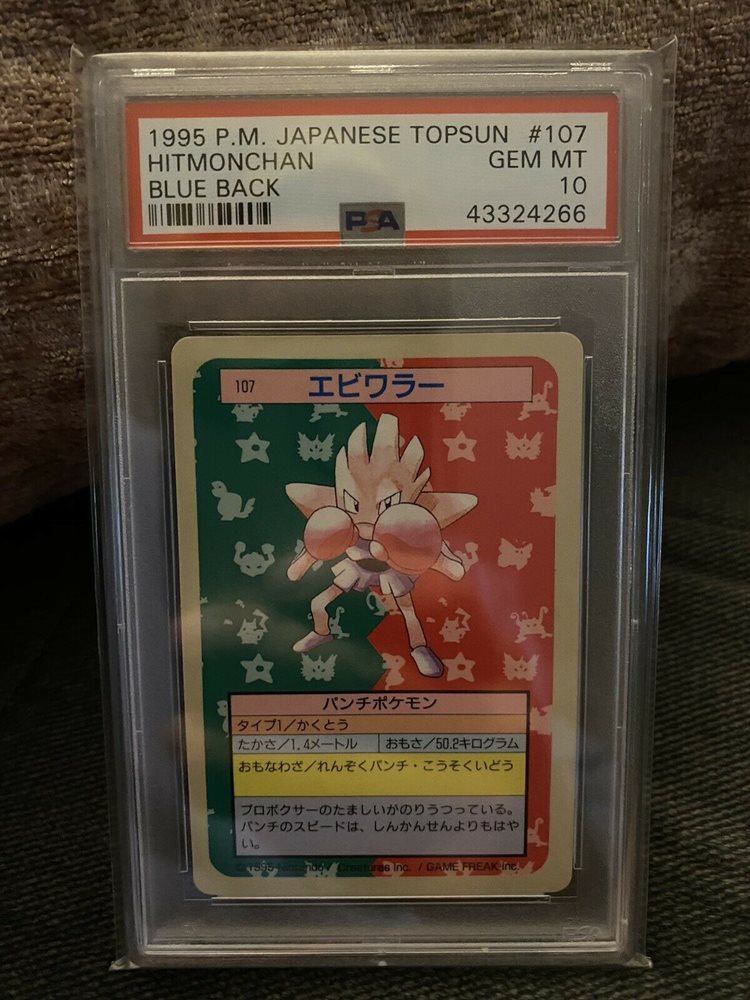 1995 P.M. JAPANESE TOPSUN #107
HITMONCHAN GEM MT
BLUE BACK 10
PSA 43324266
107 エビワラー
パンチポケモン
タイプ1/かくとう
たかさ/1.4メートル おもさ/50.2キログラム
おもなわざ/れんぞくパンチ・こうそくいどう
プロボクサーのたましいがのりうつっている。
パンチのスピードは、しんかんせんよりもはや
い。
© 1995 Nintendo / Creatures inc. / GAME FREAK inc.